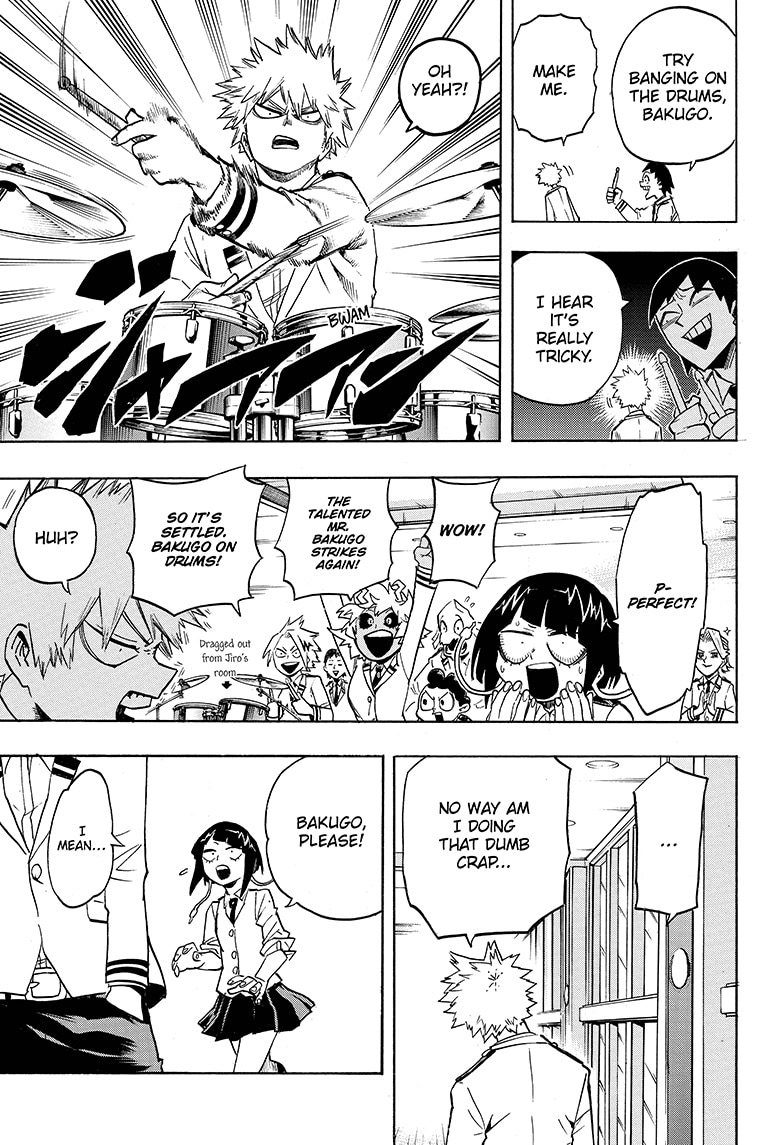 TRY
BANGING ON
THE DRUMS,
BAKUGO.
MAKE
ME.
I HEAR
IT'S
REALLY
TRICKY.
OH
YEAH?!
BWAM
ジャァァン
P-
PERFECT!
WOW!
THE
TALENTED
MR.
BAKUGO
STRIKES
AGAIN!
SO IT'S
SETTLED.
BAKUGO ON
DRUMS!
Dragged out
from Jiro's
room
HUH?
...
NO WAY AM
I DOING
THAT DUMB
CRAP...
BAKUGO,
PLEASE!
I
MEAN...